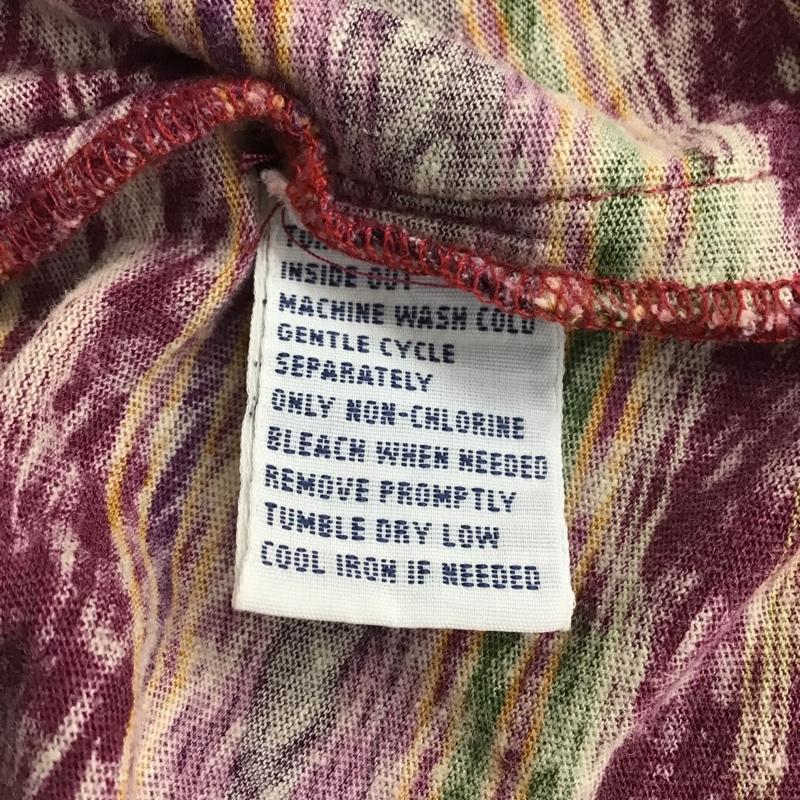 INSIDE OUT
MACHINE WASH COLD
GENTLE CYCLE
SEPARATELY
ONLY NON-CHLORINE
BLEACH WHEN NEEDED
REMOVE PROMPTLY
TUMBLE DRY LOW
COOL IRON IF NEEDED